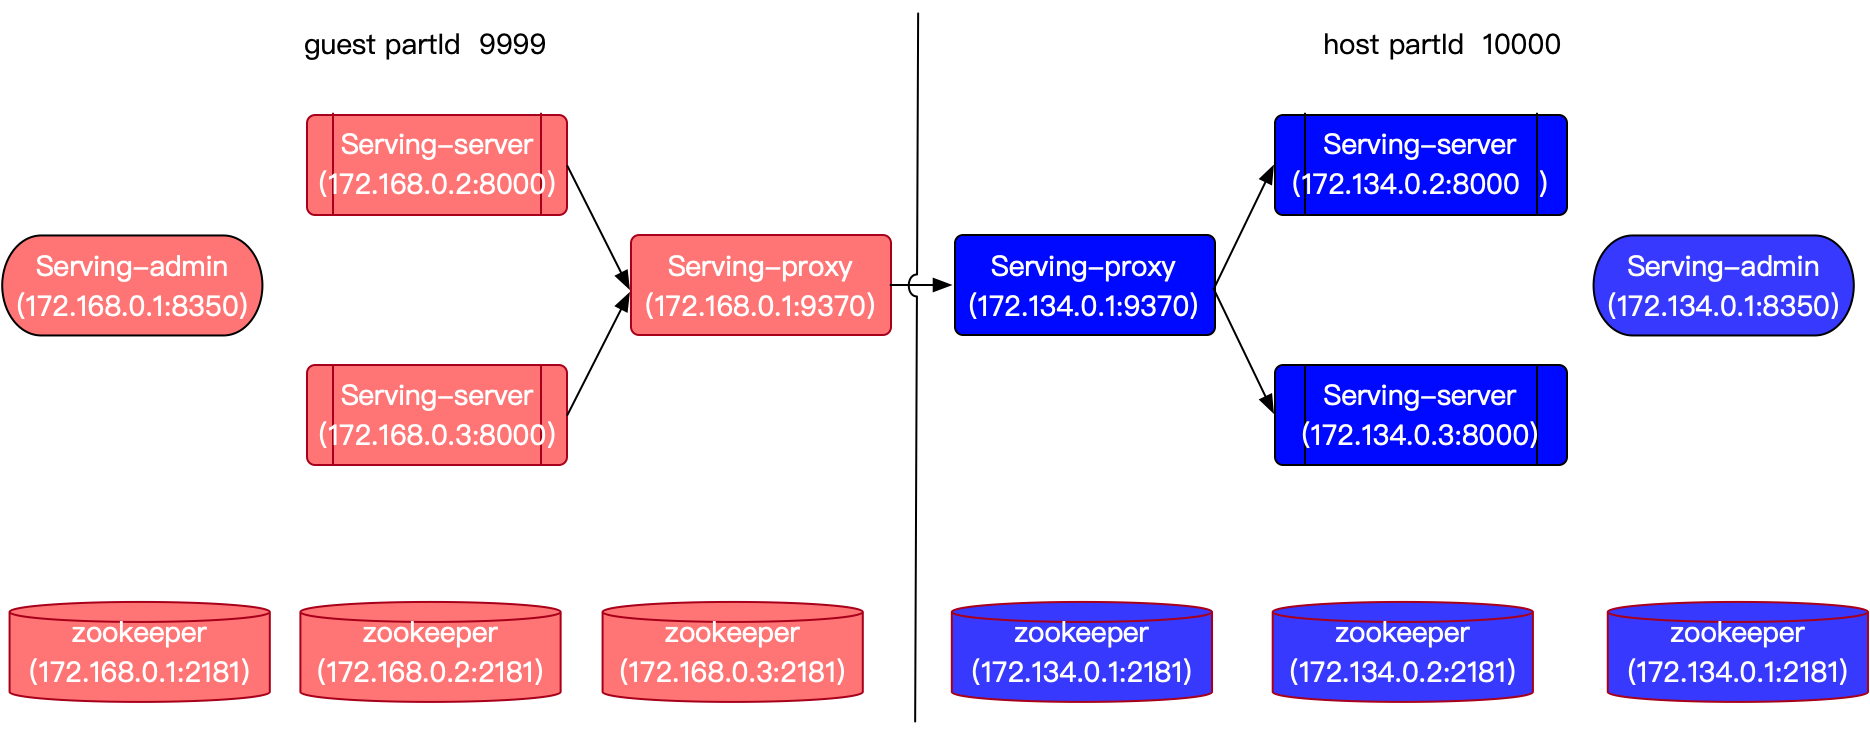 guest partId 9999
host partId 10000
Serving-server
(172.168.0.2:8000)
Serving-server
(172.134.0.2:8000 )
Serving-admin
(172.168.0.1:8350)
Serving-proxy
(172.168.0.1:9370)
Serving-proxy
(172.134.0.1:9370)
Serving-admin
(172.134.0.1:8350)
Serving-server
(172.168.0.3:8000)
Serving-server
(172.134.0.3:8000)
zookeeper
(172.168.0.1:2181)
zookeeper
(172.168.0.2:2181)
zookeeper
(172.168.0.3:2181)
zookeeper
(172.134.0.1:2181)
zookeeper
(172.134.0.2:2181)
zookeeper
(172.134.0.1:2181)